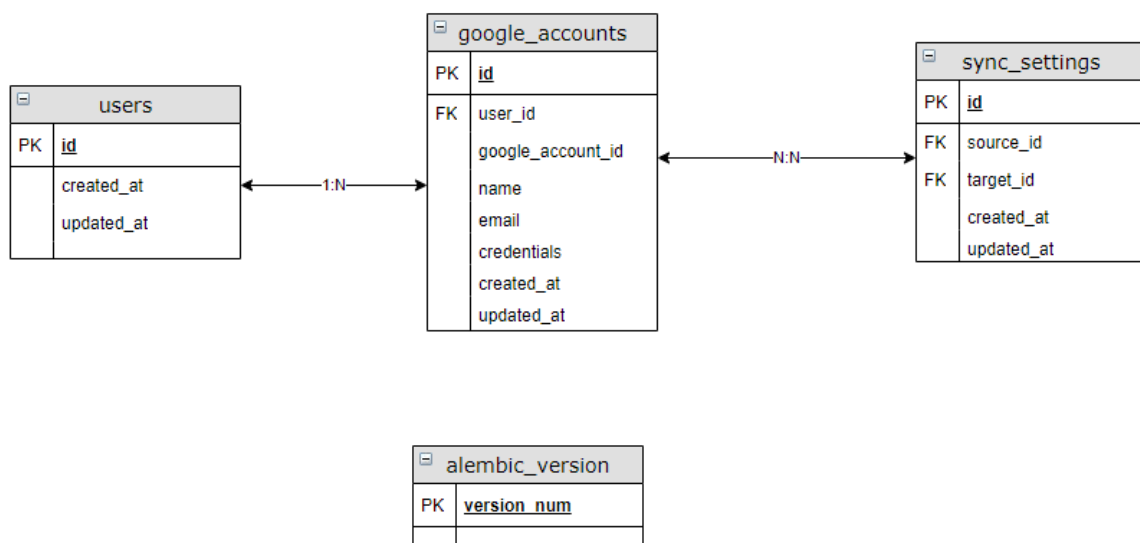 users
PK id
created_at
updated_at
1:N
google_accounts
PK id
FK user_id
google_account_id
name
email
credentials
created_at
updated_at
N:N
sync_settings
PK id
FK source_id
FK target_id
created_at
updated_at
alembic_version
PK version_num